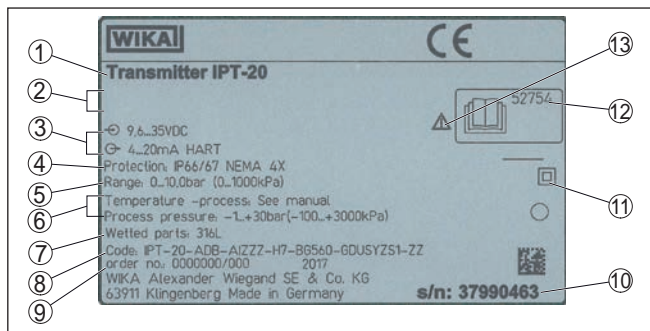 WIKA CE
Transmitter IPT-20
9,6...35VDC
4...20mA HART
Protection: IP66/67 NEMA 4X
Range: 0...10,0bar (0...1000kPa)
Temperature -process: See manual
Process pressure: -1...+30bar(-100...+3000kPa)
Wetted parts: 316L
Code: IPT-20-ADB-AIZZZ-H7-BG560-GDUSYZS1-ZZ
order no.: 0000000/000 2017
WIKA Alexander Wiegand SE & Co. KG
63911 Klingenberg Made in Germany
s/n: 37990463
52754
1
2
3
4
5
6
7
8
9
10
11
12
13